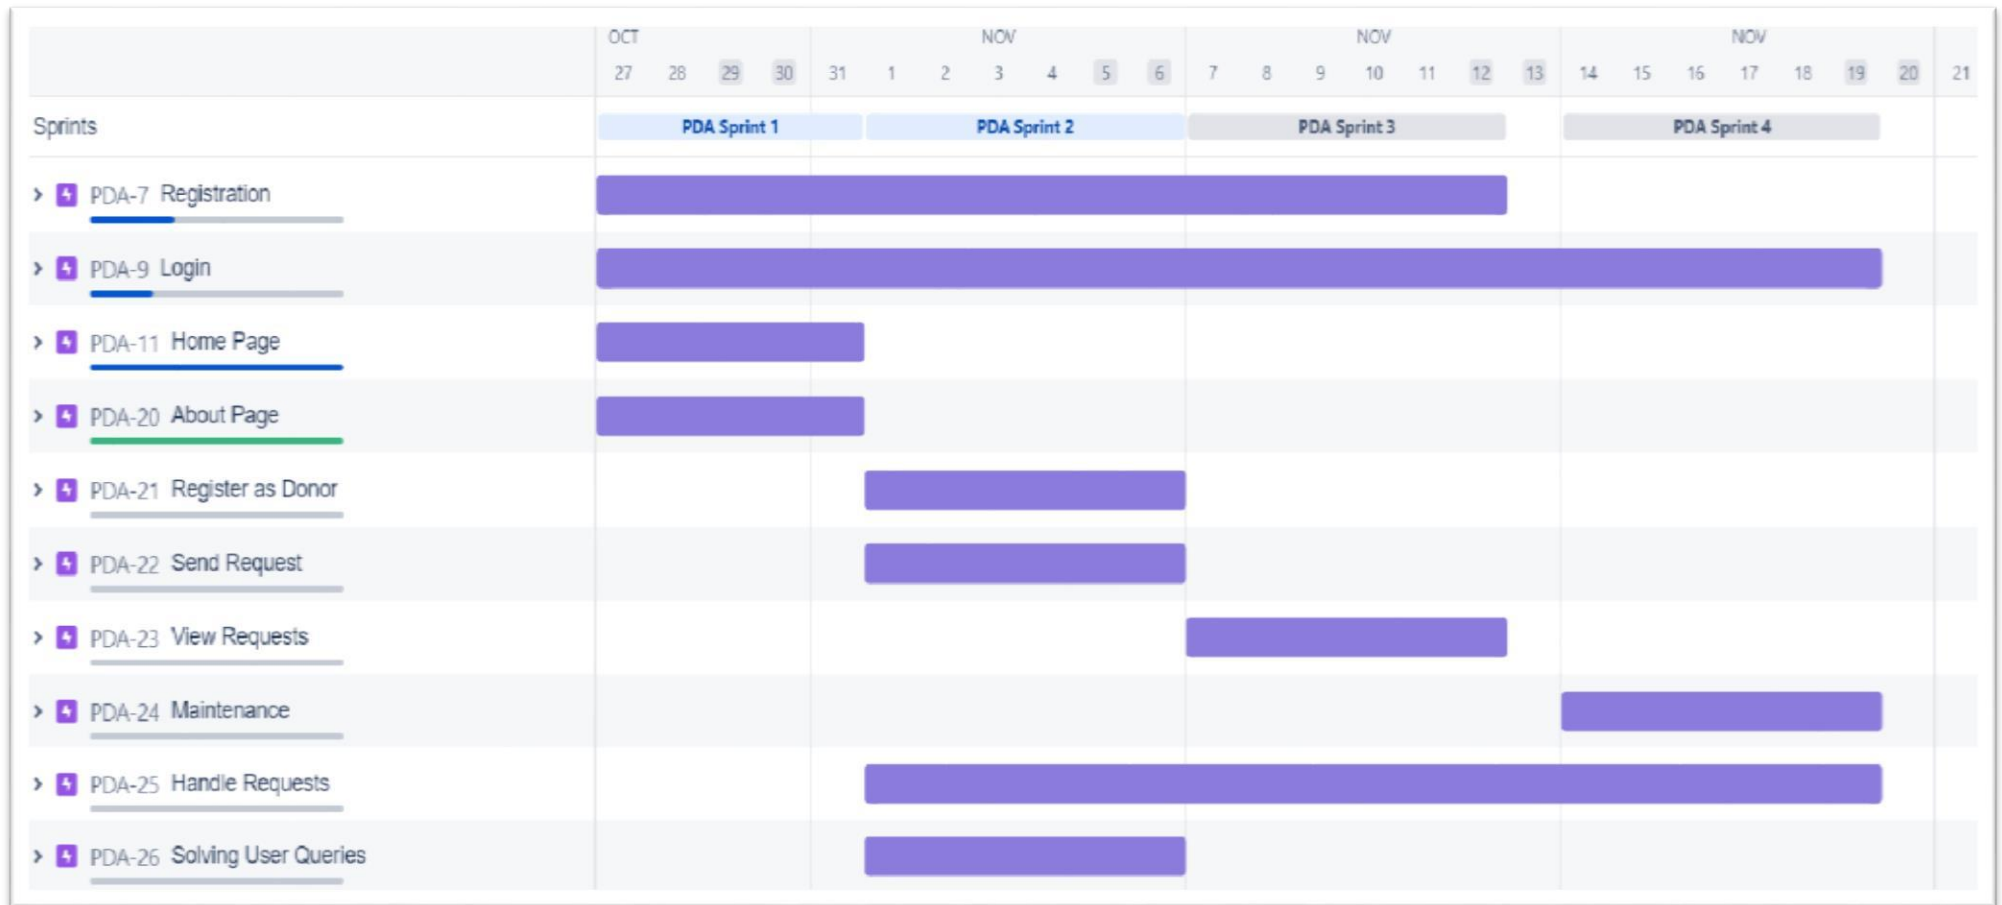 OCT NOV NOV NOV
27 28 29 30 31 1 2 3 4 5 6 7 8 9 10 11 12 13 14 15 16 17 18 19 20 21
Sprints PDA Sprint 1 PDA Sprint 2 PDA Sprint 3 PDA Sprint 4
PDA-7 Registration
PDA-9 Login
PDA-11 Home Page
PDA-20 About Page
PDA-21 Register as Donor
PDA-22 Send Request
PDA-23 View Requests
PDA-24 Maintenance
PDA-25 Handle Requests
PDA-26 Solving User Queries